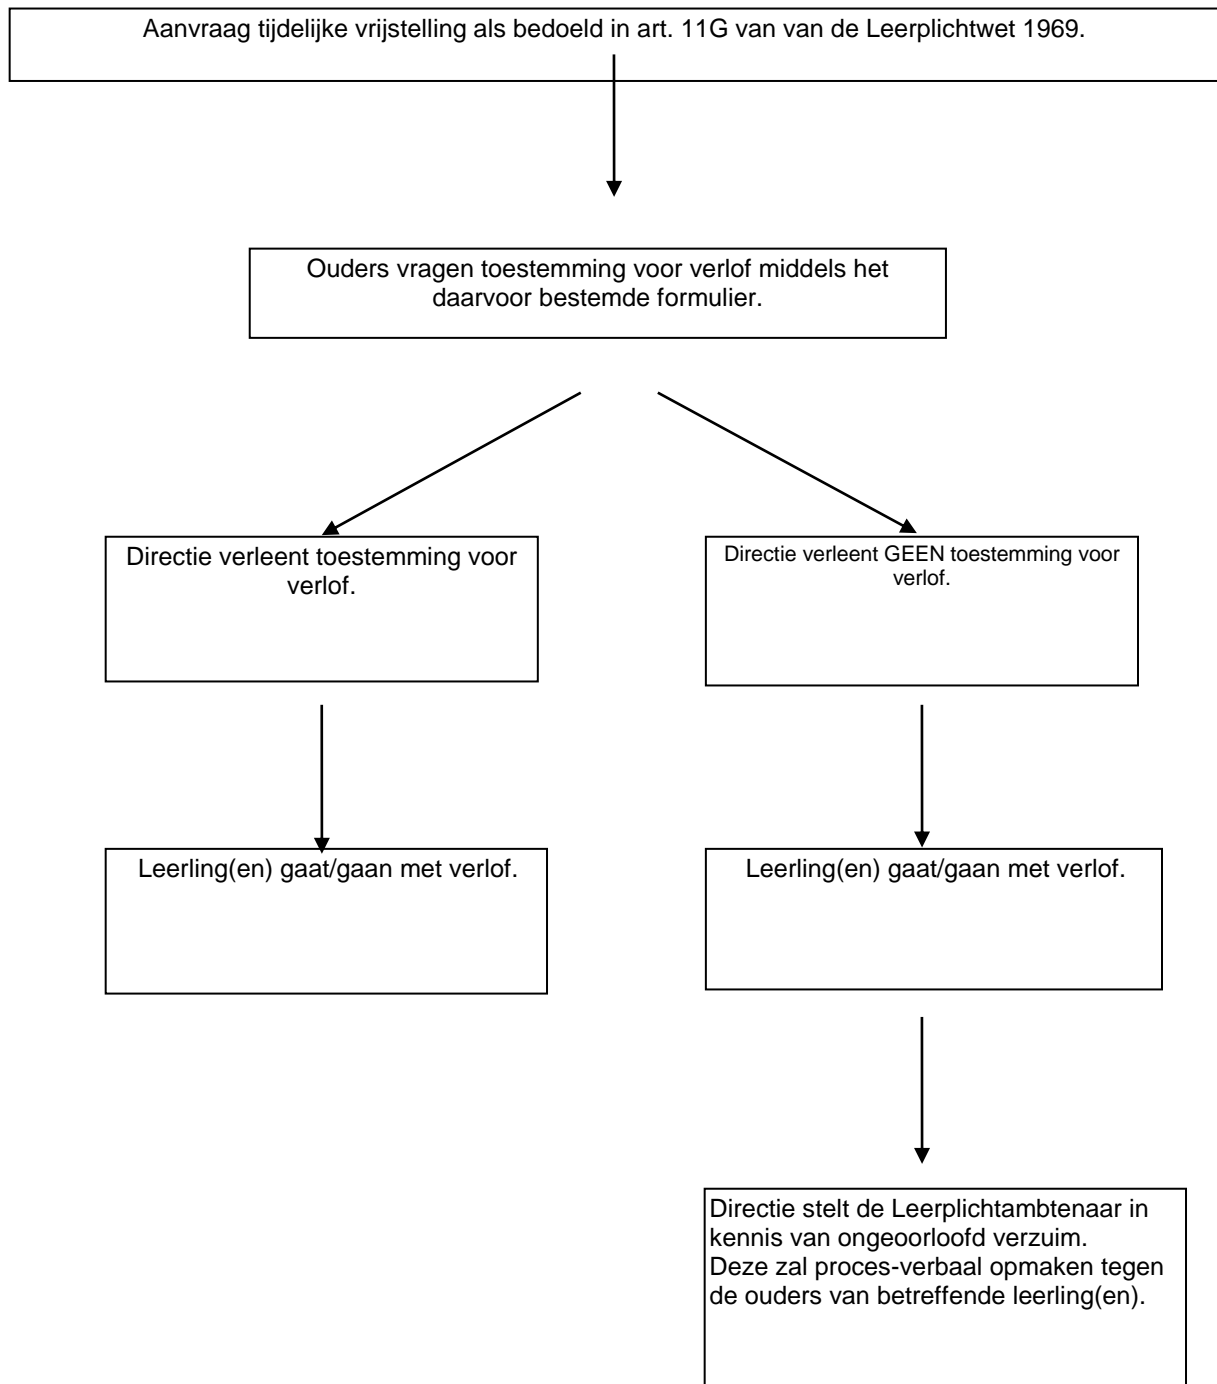 Aanvraag tijdelijke vrijstelling als bedoeld in art. 11G van van de Leerplichtwet 1969.
Ouders vragen toestemming voor verlof middels het
daarvoor bestemde formulier.
Directie verleent toestemming voor
verlof.
Directie verleent GEEN toestemming voor
verlof.
Leerling(en) gaat/gaan met verlof.
Leerling(en) gaat/gaan met verlof.
Directie stelt de Leerplichtambtenaar in
kennis van ongeoorloofd verzuim.
Deze zal proces-verbaal opmaken tegen
de ouders van betreffende leerling(en).